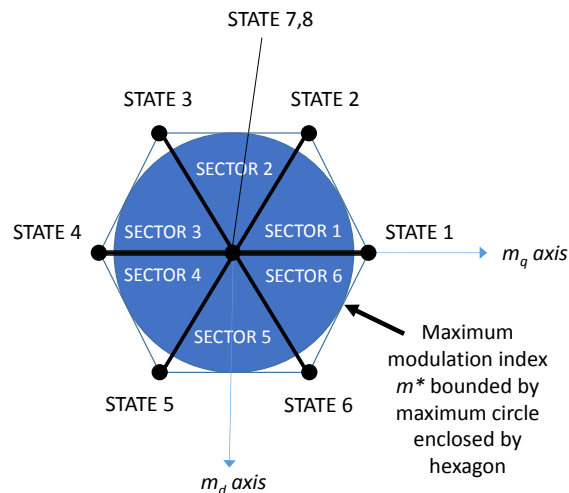 STATE 7,8
STATE 3
STATE 2
SECTOR 2
STATE 4
SECTOR 3
SECTOR 1
STATE 1
mq axis
SECTOR 4
SECTOR 6
SECTOR 5
Maximum
modulation index
m* bounded by
maximum circle
enclosed by
hexagon
STATE 5
STATE 6
md axis